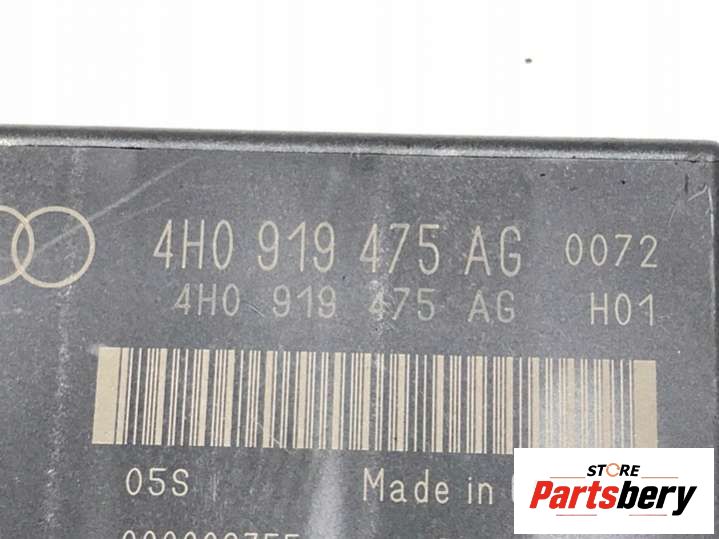 4H0 919 475 AG 0072
4H0 919 475 AG H01
05S Made in
STORE
Partsbery